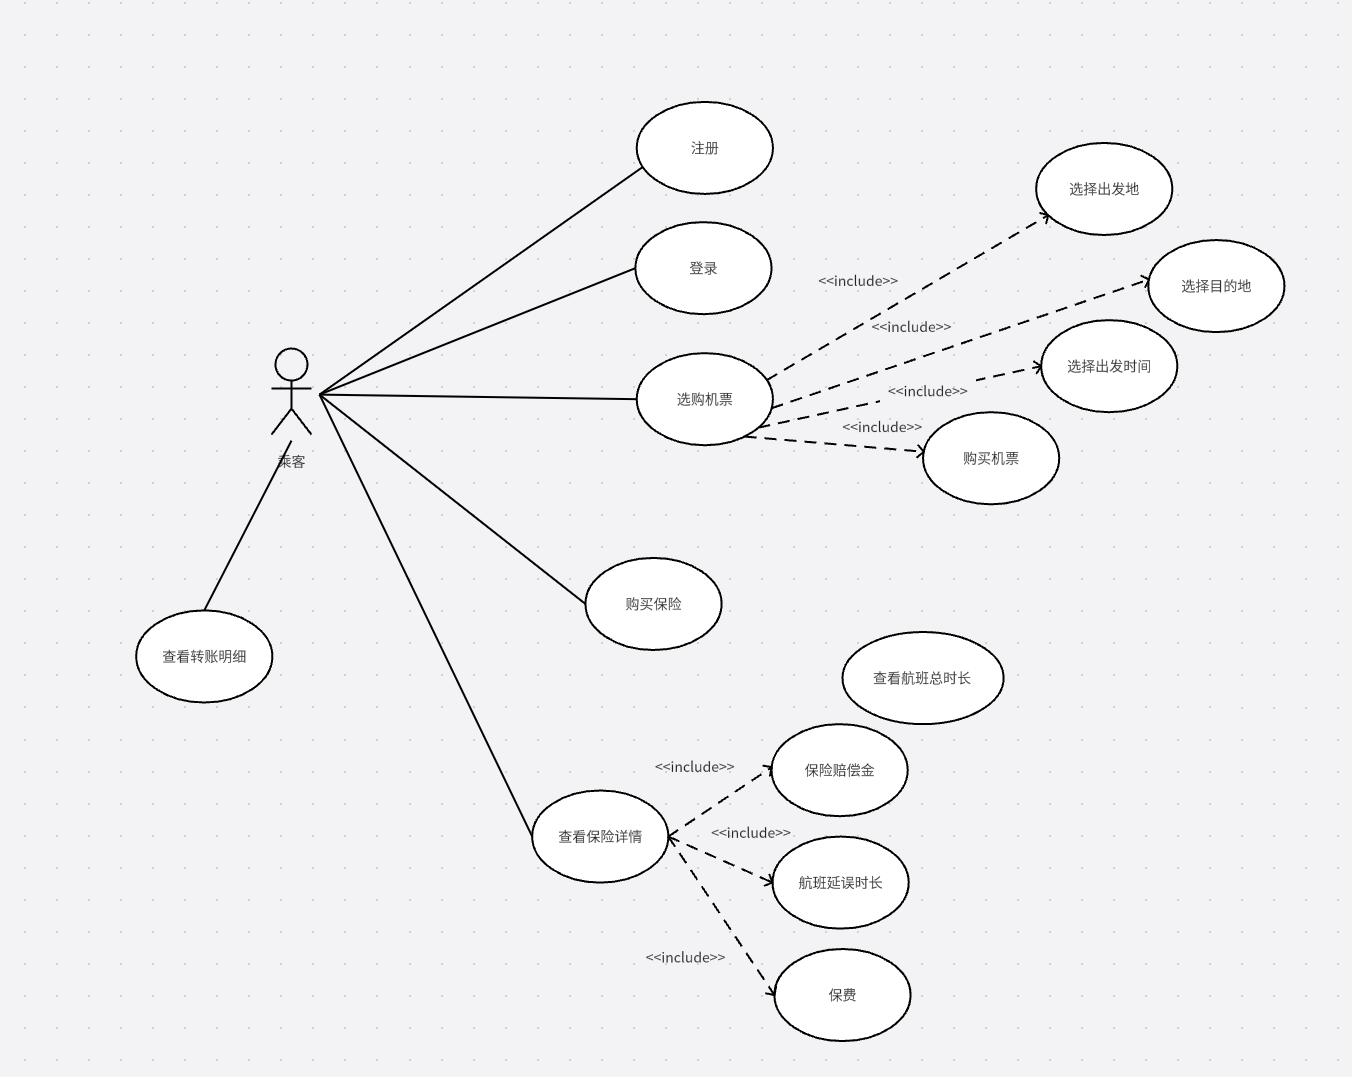 注册
选择出发地
登录
<<include>>
选择目的地
<<include>>
选择出发时间
<<include>>
选购机票
<<include>>
购买机票
乘客
购买保险
查看转账明细
查看航班总时长
<<include>>
保险赔偿金
<<include>>
查看保险详情
航班延误时长
<<include>>
保费